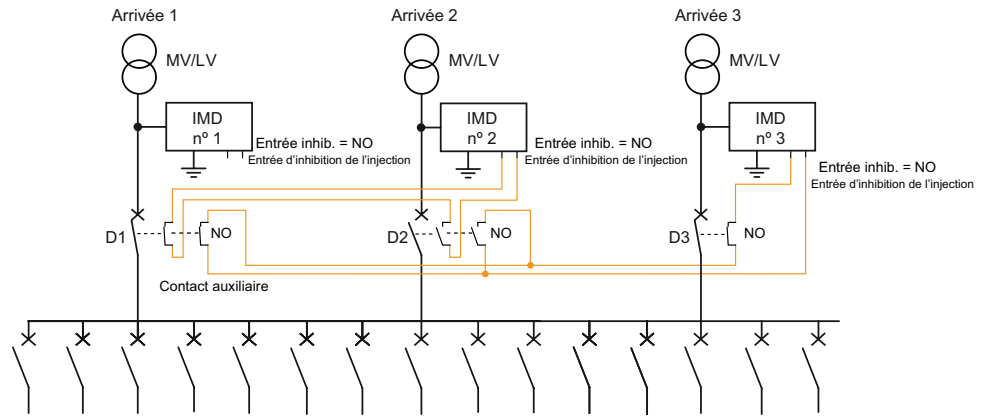 Arrivée 1
Arrivée 2
Arrivée 3
MV/LV
MV/LV
MV/LV
IMD
nº 1
IMD
nº 2
IMD
nº 3
Entrée inhib. = NO
Entrée d'inhibition de l'injection
Entrée inhib. = NO
Entrée d'inhibition de l'injection
Entrée inhib. = NO
Entrée d'inhibition de l'injection
D1
NO
D2
NO
D3
NO
Contact auxiliaire